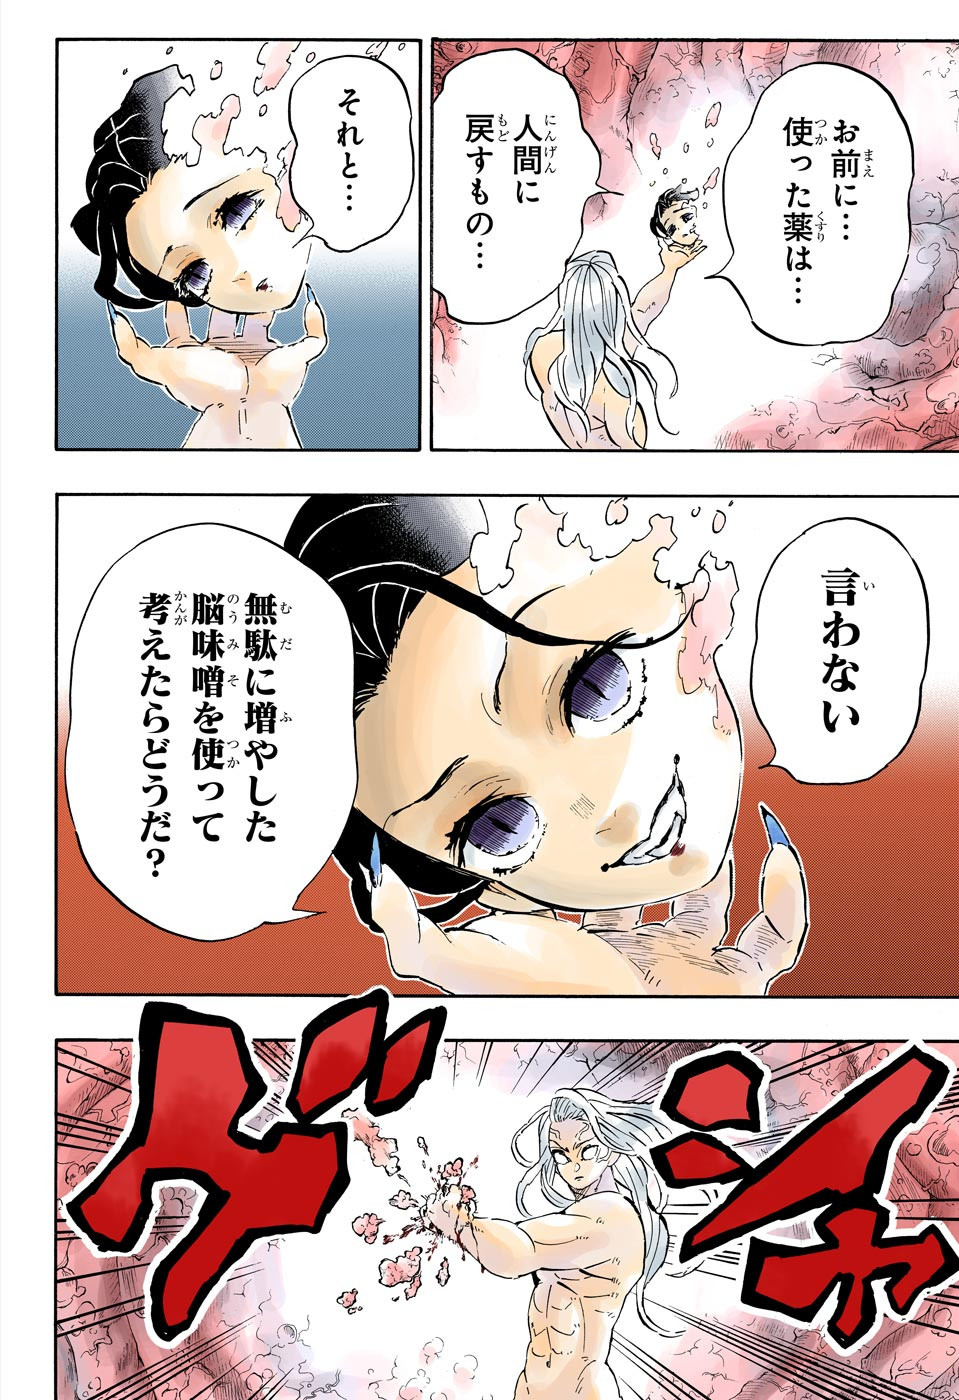 お前に…
使った薬は…
人間に
戻すもの…
それと…
言わない
無駄に増やした
脳味噌を使って
考えたらどうだ？
グシャ